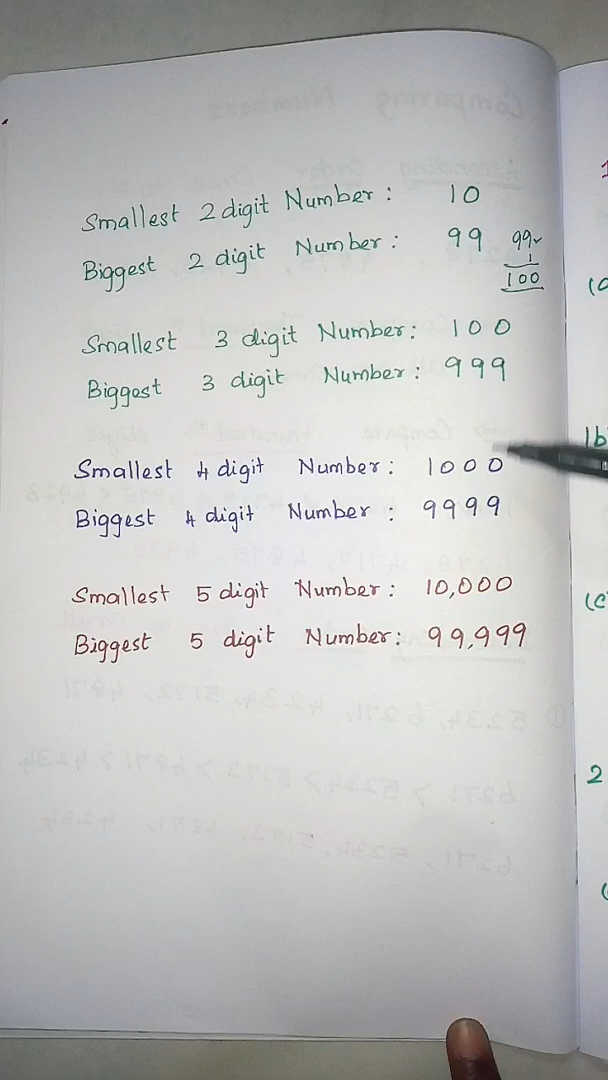 Smallest 2 digit Number: 10
Biggest 2 digit Number: 99
99
1
100
Smallest 3 digit Number: 100
Biggest 3 digit Number: 999
Smallest 4 digit Number: 1000
Biggest 4 digit Number: 9999
Smallest 5 digit Number: 10,000
Biggest 5 digit Number: 99,999
2